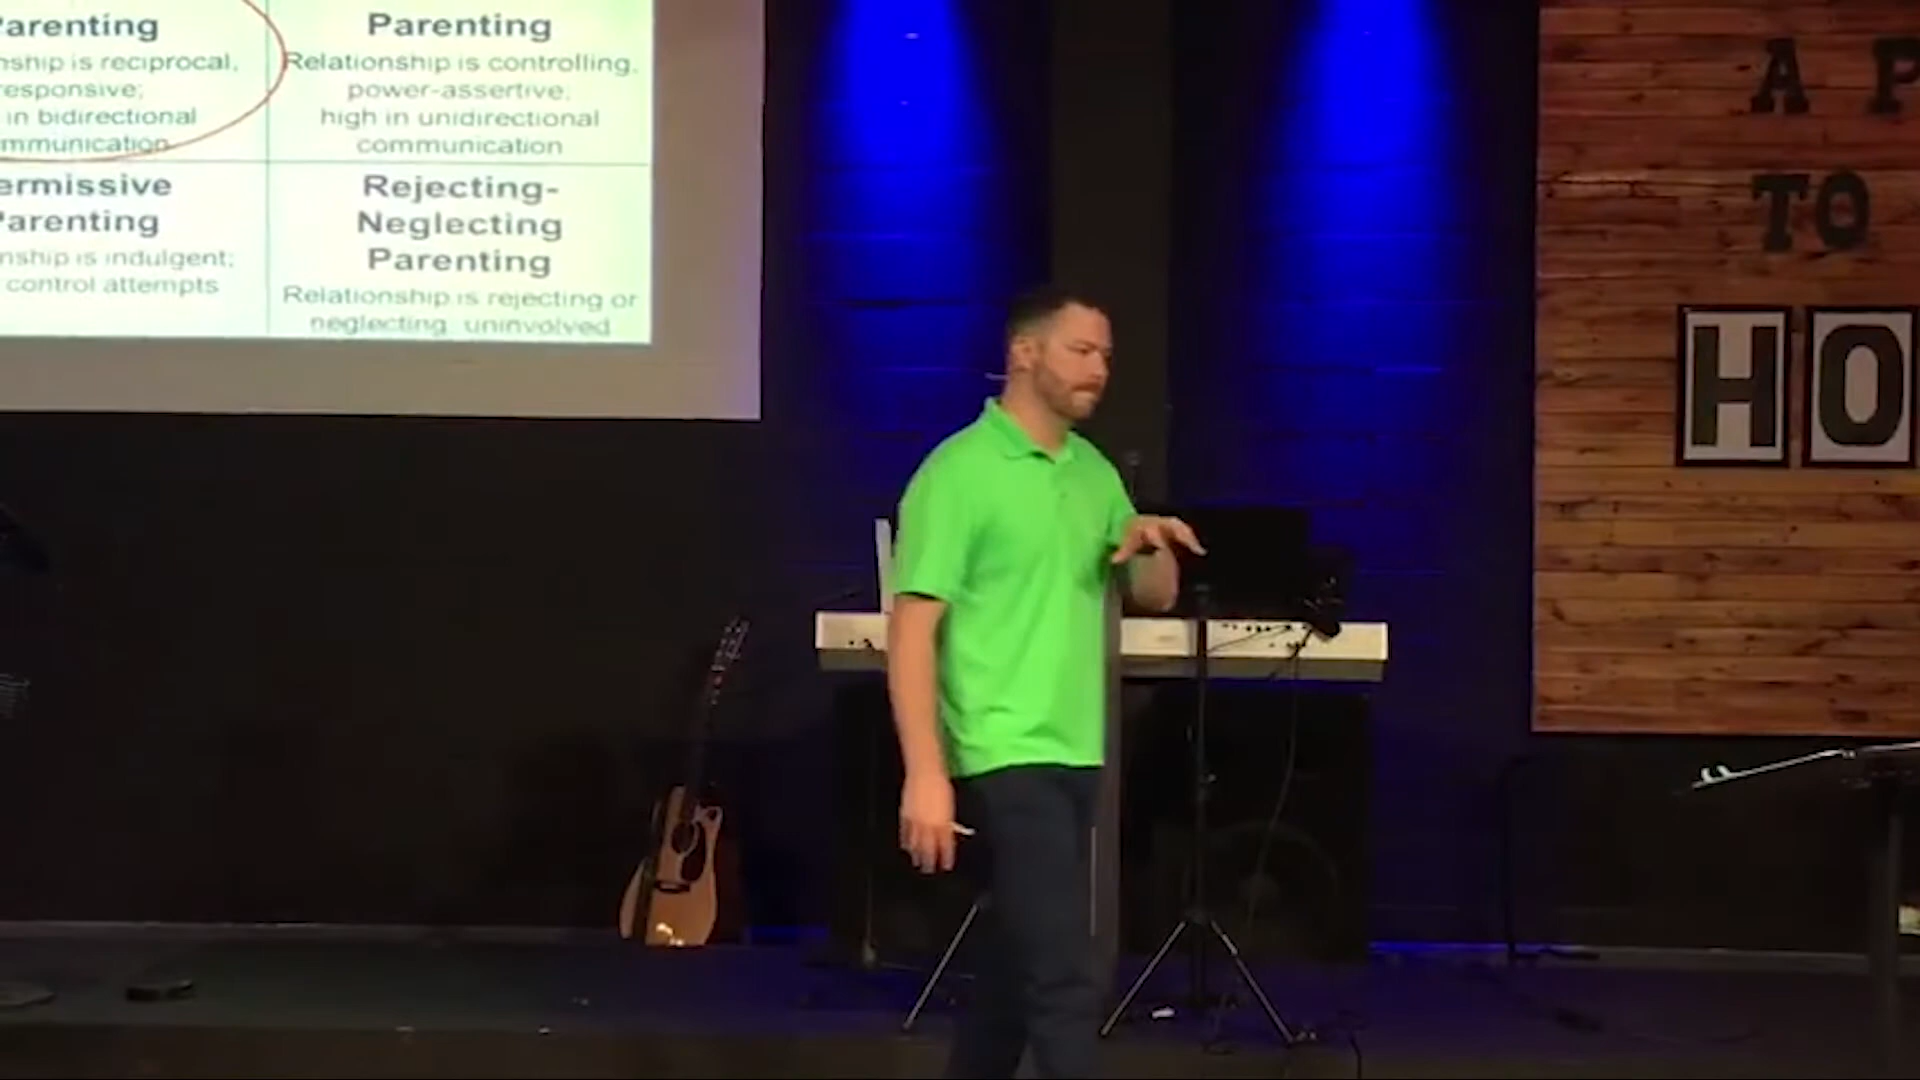 Parenting
nship is reciprocal,
responsive;
in bidirectional
mmunication
Parenting
Relationship is controlling,
power-assertive;
high in unidirectional
communication
ermissive
Parenting
nship is indulgent;
control attempts
Rejecting-
Neglecting
Parenting
Relationship is rejecting or
neglecting, uninvolved
A P
TO
HO